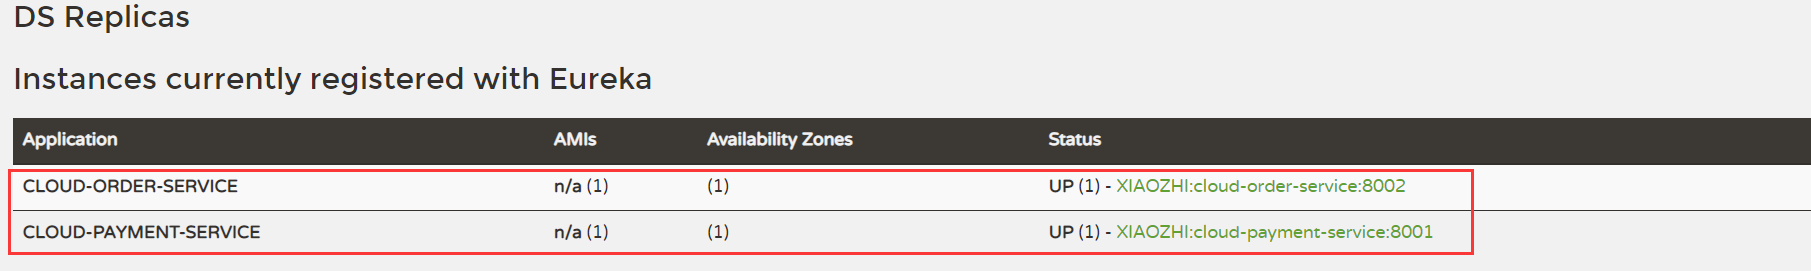 DS Replicas
Instances currently registered with Eureka
Application AMIs Availability Zones Status
CLOUD-ORDER-SERVICE n/a (1) (1) UP (1) - XIAOZHI:cloud-order-service:8002
CLOUD-PAYMENT-SERVICE n/a (1) (1) UP (1) - XIAOZHI:cloud-payment-service:8001